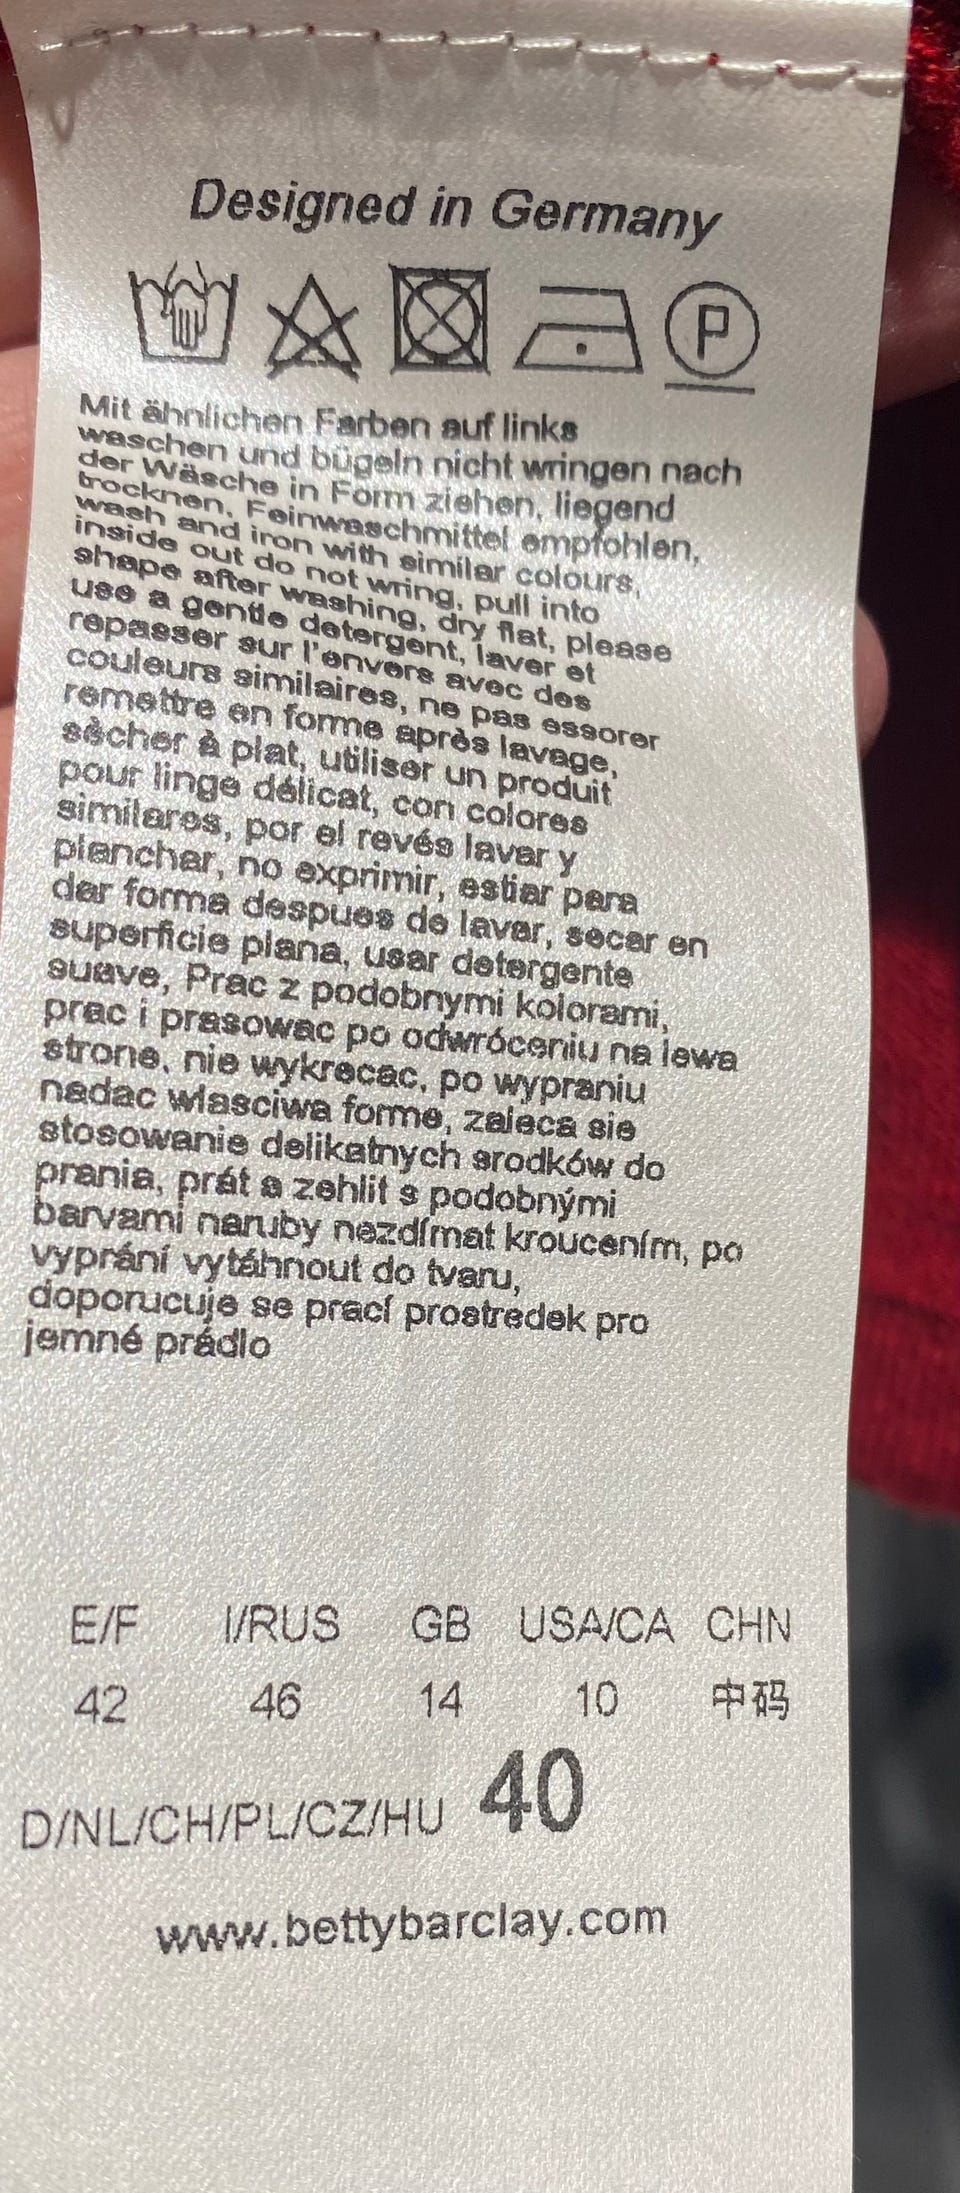 Designed in Germany
P
Mit ähnlichen Farben auf links
waschen und bügeln nicht wringen nach
der Wäsche in Form ziehen, liegend
trocknen, Feinwaschmittel empfohlen,
wash and iron with similar colours,
inside out do not wring, pull into
shape after washing, dry flat, please
use a gentle detergent, laver et
repasser sur l'envers avec des
couleurs similaires, ne pas essorer
remettre en forme après lavage,
sècher à plat, utiliser un produit
pour linge délicat, con colores
similares, por el revés lavar y
planchar, no exprimir, estiar para
dar forma despues de lavar, secar en
superficie plana, usar detergente
suave, Prac z podobnymi kolorami,
prac i prasowac po odwróceniu na lewa
strone, nie wykrecac, po wypraniu
nadac wlasciwa forme, zaleca sie
stosowanie delikatnych srodków do
prania, prát a zehlit s podobnými
barvami naruby nezdímat kroucením, po
vyprání vytáhnout do tvaru,
doporucuje se prací prostredek pro
jemné prádlo
E/F I/RUS GB USA/CA CHN
42 46 14 10 中码
D/NL/CH/PL/CZ/HU 40
www.bettybarclay.com